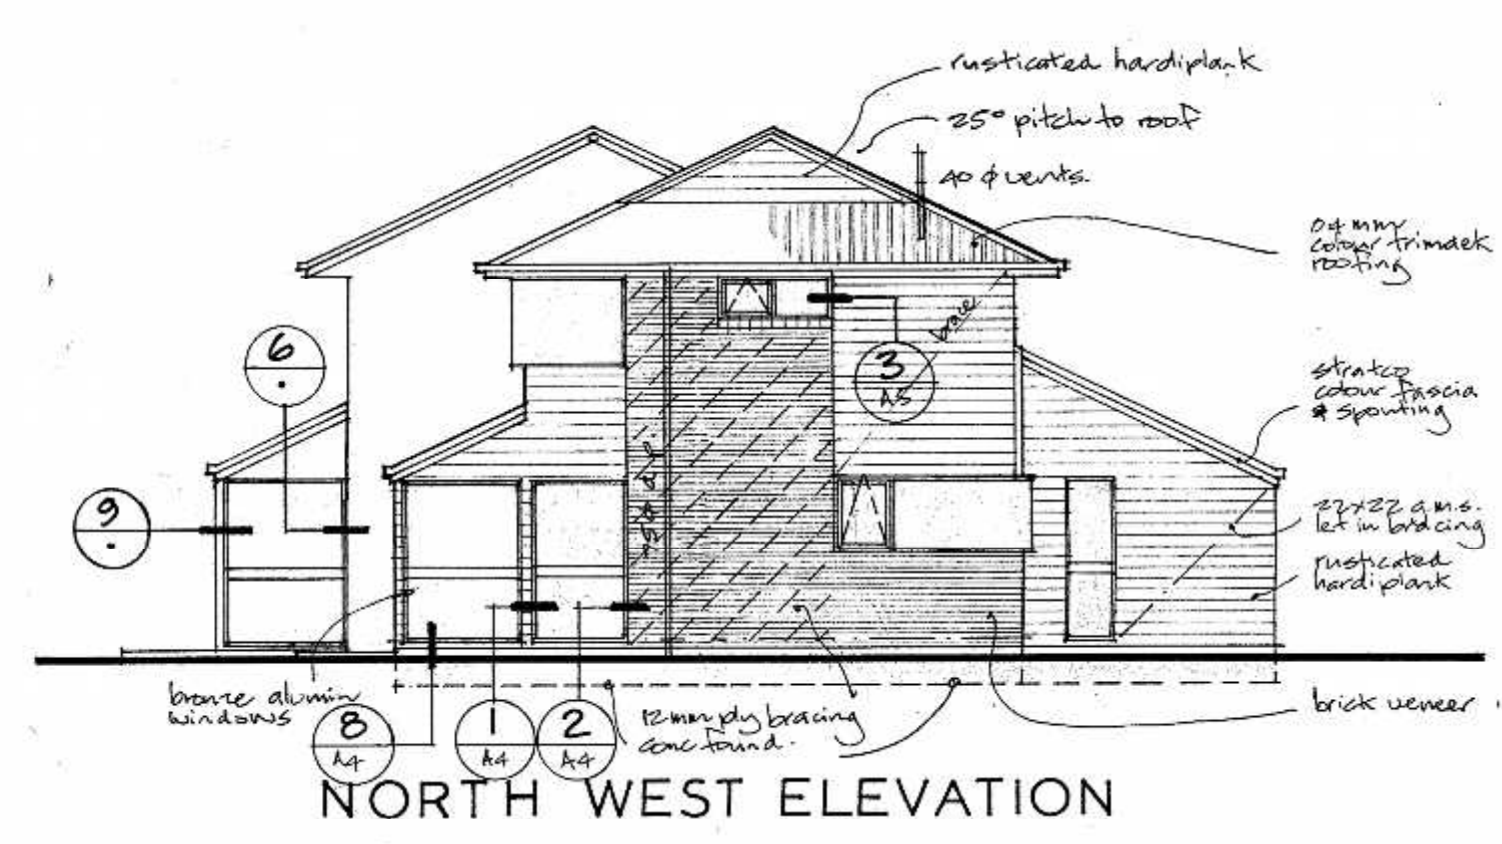 rusticated hardiplank
25° pitch to roof
40 φ vents.
04 mm
colour trimdek
roofing
6
3
A5
brace
stratco
colour fascia
& spouting
9
22x22 g.m.s.
let in bracing
rusticated
hardiplank
bronze alumin
windows
8
A4
1
A4
2
A4
12mm ply bracing
conc found.
brick veneer
NORTH WEST ELEVATION